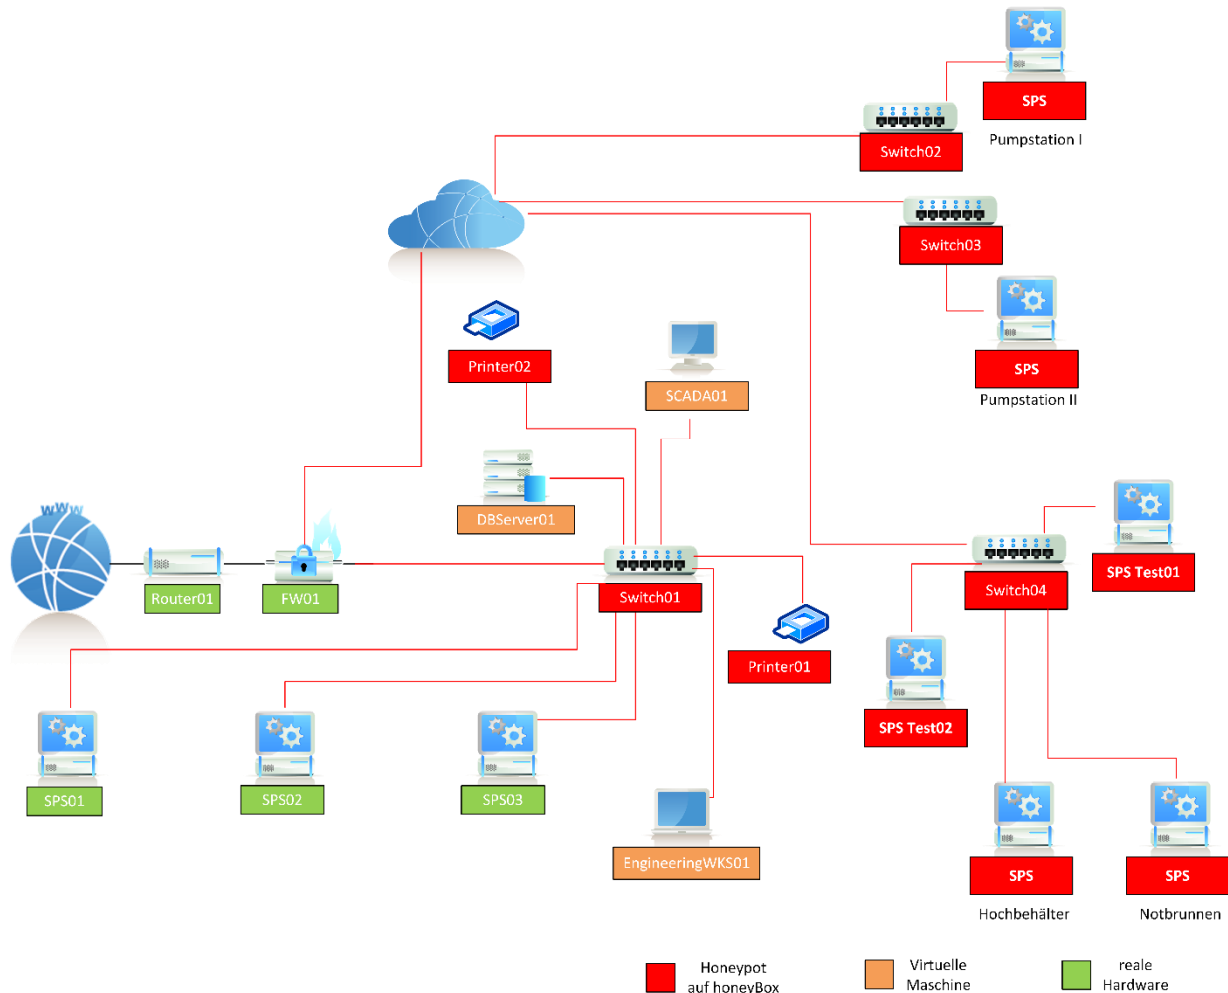 SPS
Pumpstation I
Switch02
Switch03
SPS
Pumpstation II
Printer02
SCADA01
DBServer01
WWW
Router01
FW01
Switch01
Switch04
SPS Test01
Printer01
SPS Test02
SPS01
SPS02
SPS03
EngineeringWKS01
SPS
Hochbehälter
SPS
Notbrunnen
Honeypot
auf honeyBox
Virtuelle
Maschine
reale
Hardware